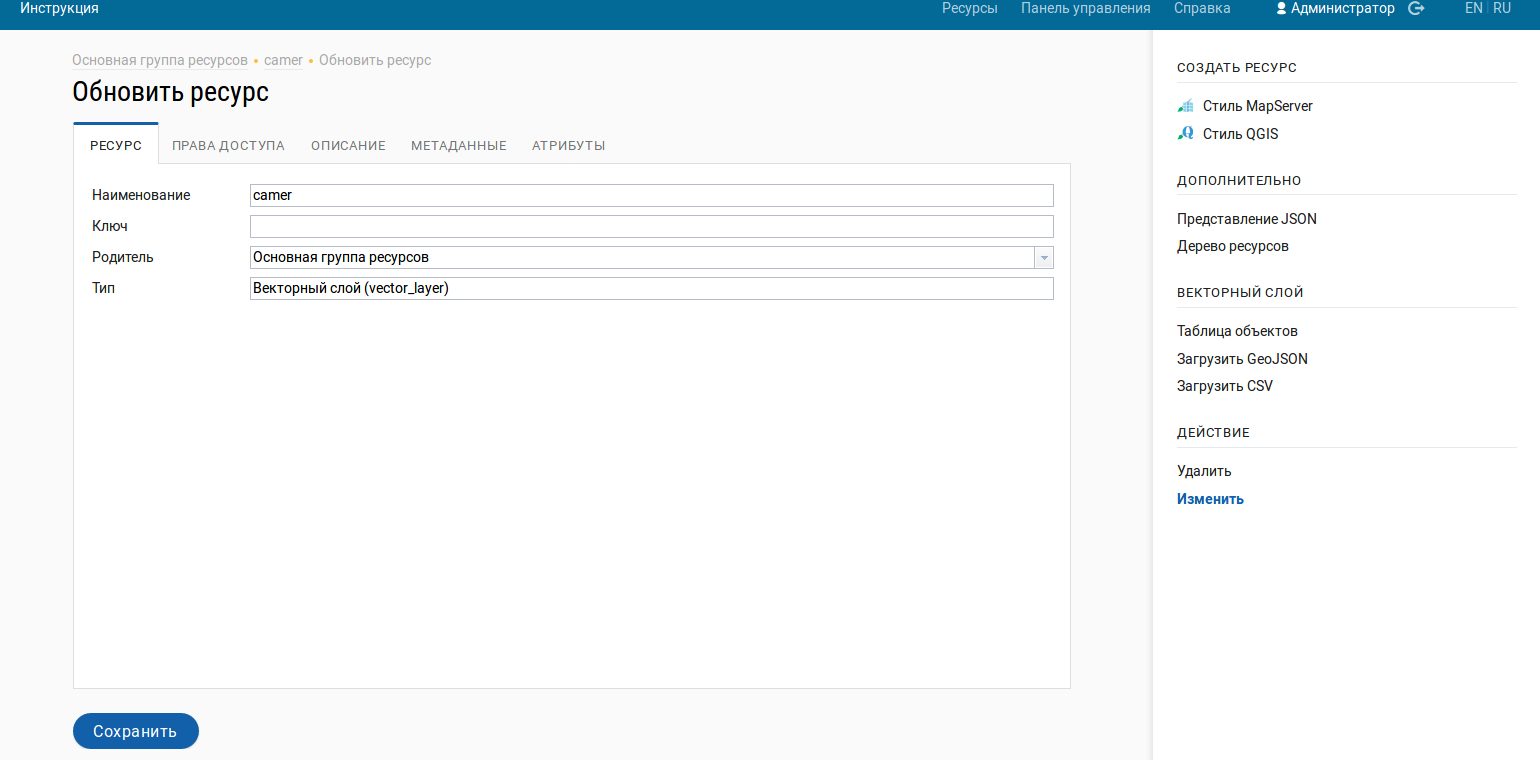 Инструкция
Ресурсы Панель управления Справка Администратор EN | RU
Основная группа ресурсов • camer • Обновить ресурс
Обновить ресурс
РЕСУРС ПРАВА ДОСТУПА ОПИСАНИЕ МЕТАДАННЫЕ АТРИБУТЫ
Наименование camer
Ключ
Родитель Основная группа ресурсов
Тип Векторный слой (vector_layer)
Сохранить
СОЗДАТЬ РЕСУРС
Стиль MapServer
Стиль QGIS
ДОПОЛНИТЕЛЬНО
Представление JSON
Дерево ресурсов
ВЕКТОРНЫЙ СЛОЙ
Таблица объектов
Загрузить GeoJSON
Загрузить CSV
ДЕЙСТВИЕ
Удалить
Изменить